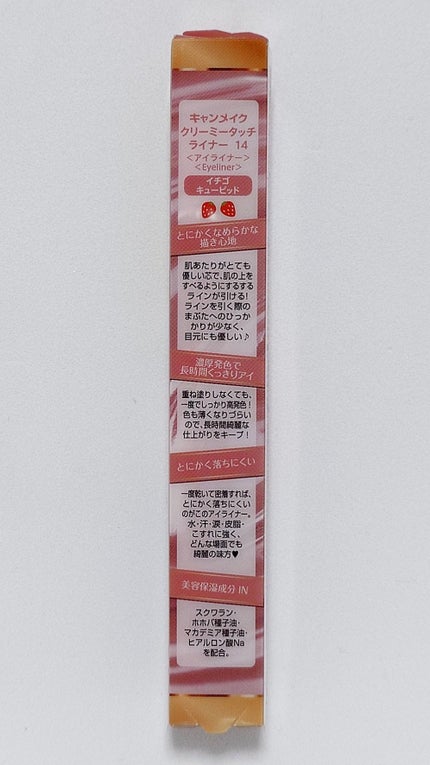 キャンメイク
クリーミータッチ
ライナー 14
＜アイライナー＞
＜Eyeliner＞
イチゴ
キューピッド
とにかくなめらかな
描き心地
肌あたりがとても
優しい芯で、肌の上を
すべるようにするする
ラインが引ける!
ラインを引く際の
まぶたへのひっか
かりが少なく、
目元にも優しい♪
濃厚発色で
長時間くっきりアイ
重ね塗りしなくても、
一度でしっかり高発色!
色も薄くなりづらい
ので、長時間綺麗な
仕上がりをキープ!
とにかく落ちにくい
一度乾いて密着すれば、
とにかく落ちにくい
のがこのアイライナー。
水・汗・涙・皮脂・
こすれに強く、
どんな場面でも
綺麗の味方♥
美容保湿成分 IN
スクワラン・
ホホバ種子油・
マカデミア種子油・
ヒアルロン酸Na
を配合。